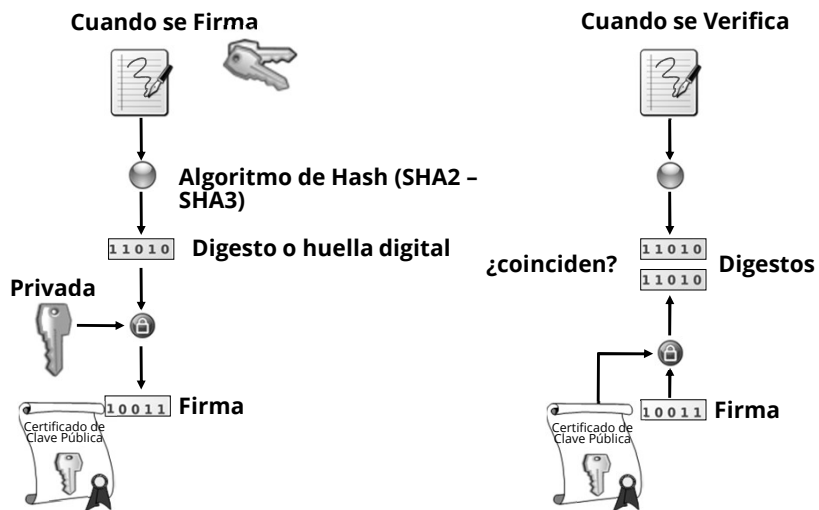 Cuando se Firma
Algoritmo de Hash (SHA2 –
SHA3)
11010
Digesto o huella digital
Privada
10011
Firma
Certificado de
Clave Pública
Cuando se Verifica
¿coinciden?
11010
11010
Digestos
10011
Firma
Certificado de
Clave Pública